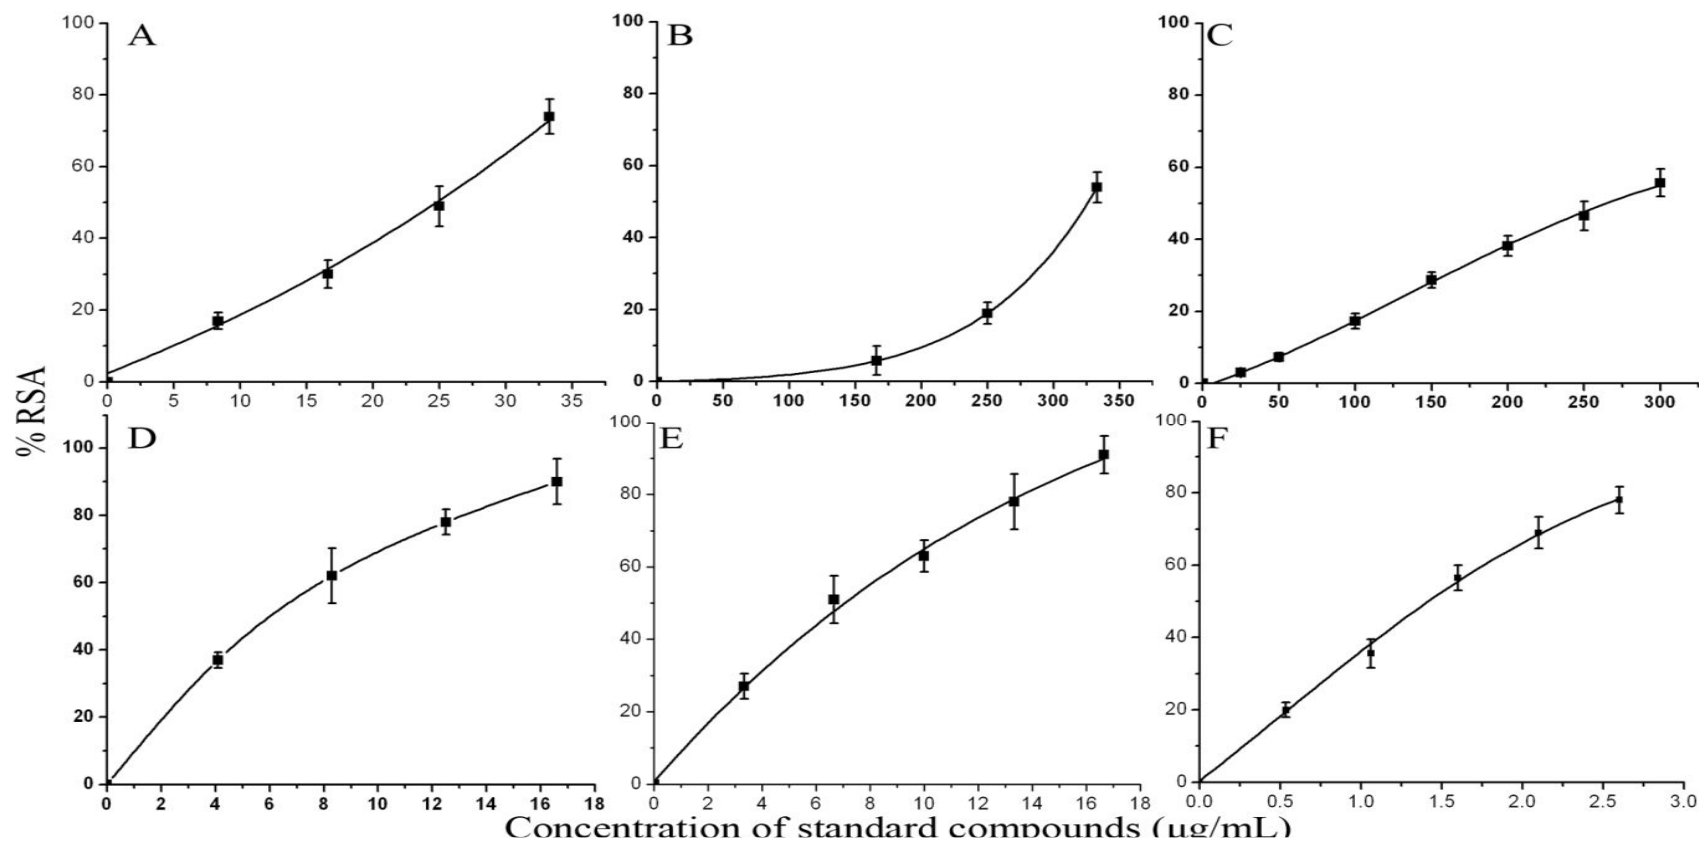 A
B
C
100
80
60
40
20
0
0 5 10 15 20 25 30 35
100
80
60
40
20
0
0 50 100 150 200 250 300 350
100
80
60
40
20
0
0 50 100 150 200 250 300
% RSA
D
E
F
100
80
60
40
20
0
0 2 4 6 8 10 12 14 16 18
100
80
60
40
20
0
0 2 4 6 8 10 12 14 16 18
100
80
60
40
20
0
0.0 0.5 1.0 1.5 2.0 2.5 3.0
Concentration of standard compounds (µg/mL)